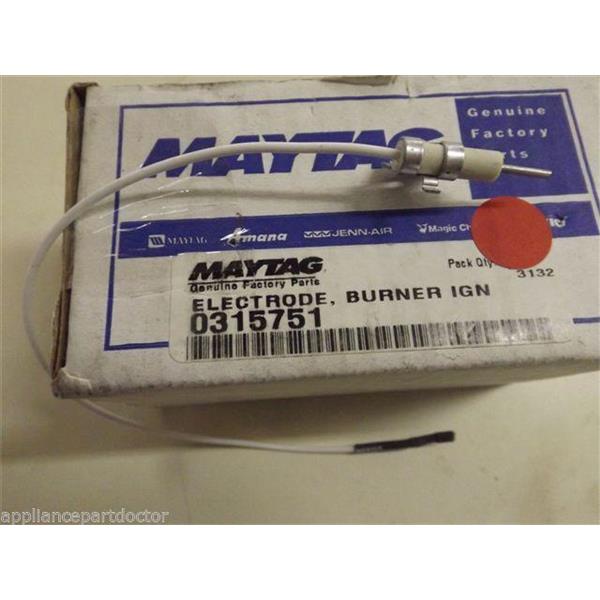 MAYTAG
Genuine
Factory
Parts
MAYTAG Amana JENN-AIR Magic
MAYTAG
Genuine Factory Parts
Pack Qty
3132
ELECTRODE, BURNER IGN
0315751
appliancepartdoctor